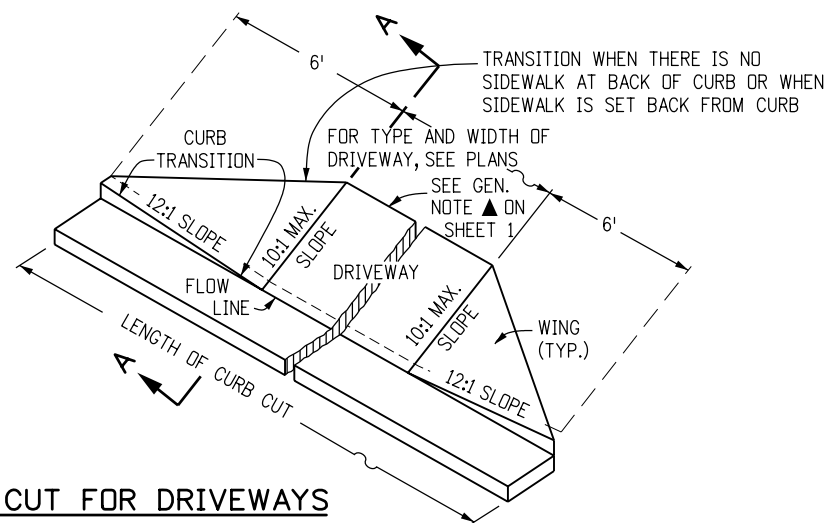 A
6'
TRANSITION WHEN THERE IS NO
SIDEWALK AT BACK OF CURB OR WHEN
SIDEWALK IS SET BACK FROM CURB
CURB
TRANSITION
FOR TYPE AND WIDTH OF
DRIVEWAY, SEE PLANS
SEE GEN.
NOTE ▲ ON
SHEET 1
6'
12:1 SLOPE
10:1 MAX.
SLOPE
DRIVEWAY
FLOW
LINE
10:1 MAX.
SLOPE
WING
(TYP.)
LENGTH OF CURB CUT
A
12:1 SLOPE
CUT FOR DRIVEWAYS